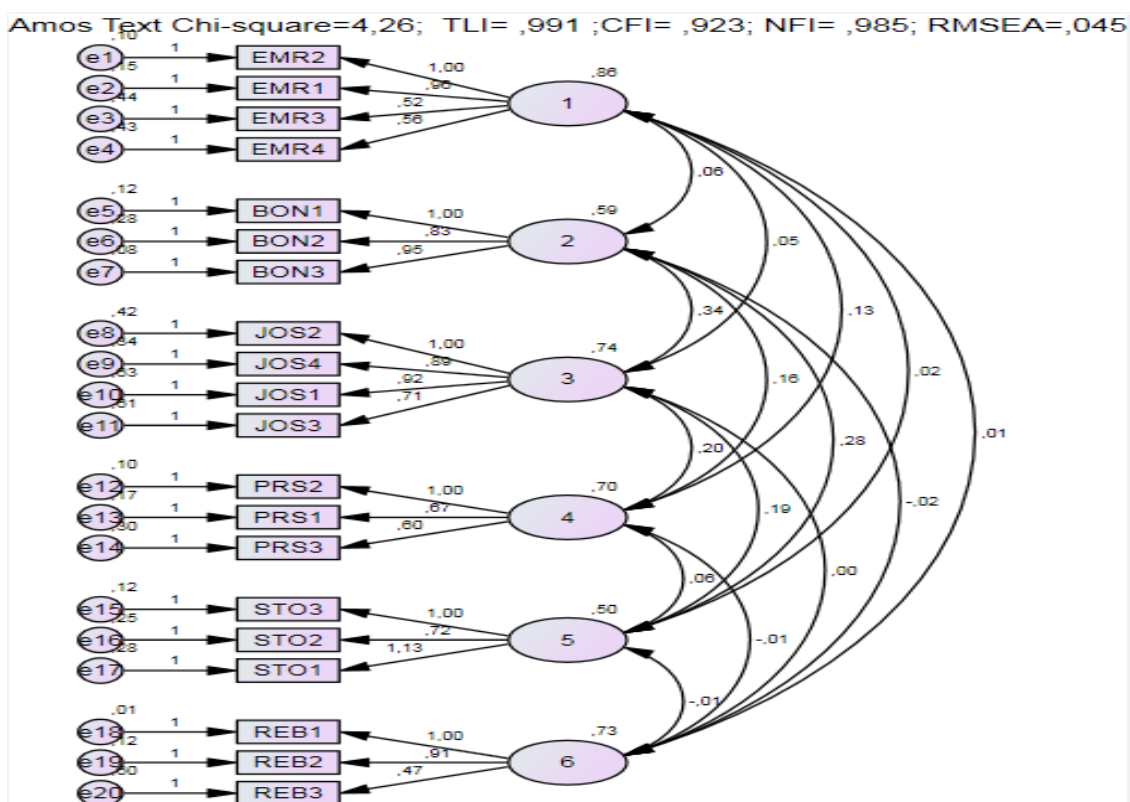 Amos Text Chi-square=4,26; TLI= ,991 ;CFI= ,923; NFI= ,985; RMSEA=,045
,10
e1 1 EMR2 1,00 ,86
,15
e2 1 EMR1 ,96
,44
e3 1 EMR3 ,52 1
,43
e4 1 EMR4 ,56
,06
,12
e5 1 BON1 1,00 ,59
,28
e6 1 BON2 ,83 2 ,05
,08
e7 1 BON3 ,95
,34 ,13
,42
e8 1 JOS2 1,00 ,74
,34
e9 1 JOS4 ,89 3 ,16 ,02
e10 1 JOS1 ,92
e11 1 JOS3 ,71
,20 ,28 ,01
,10
e12 1 PRS2 1,00 ,70
,17
e13 1 PRS1 ,67 4 ,19 -,02
,30
e14 1 PRS3 ,60
,06 ,00
,12
e15 1 STO3 1,00 ,50
,25
e16 1 STO2 ,72 5 -,01
,28
e17 1 STO1 1,13
-,01
,01
e18 1 REB1 1,00 ,73
,12
e19 1 REB2 ,91 6
e20 1 REB3 ,47